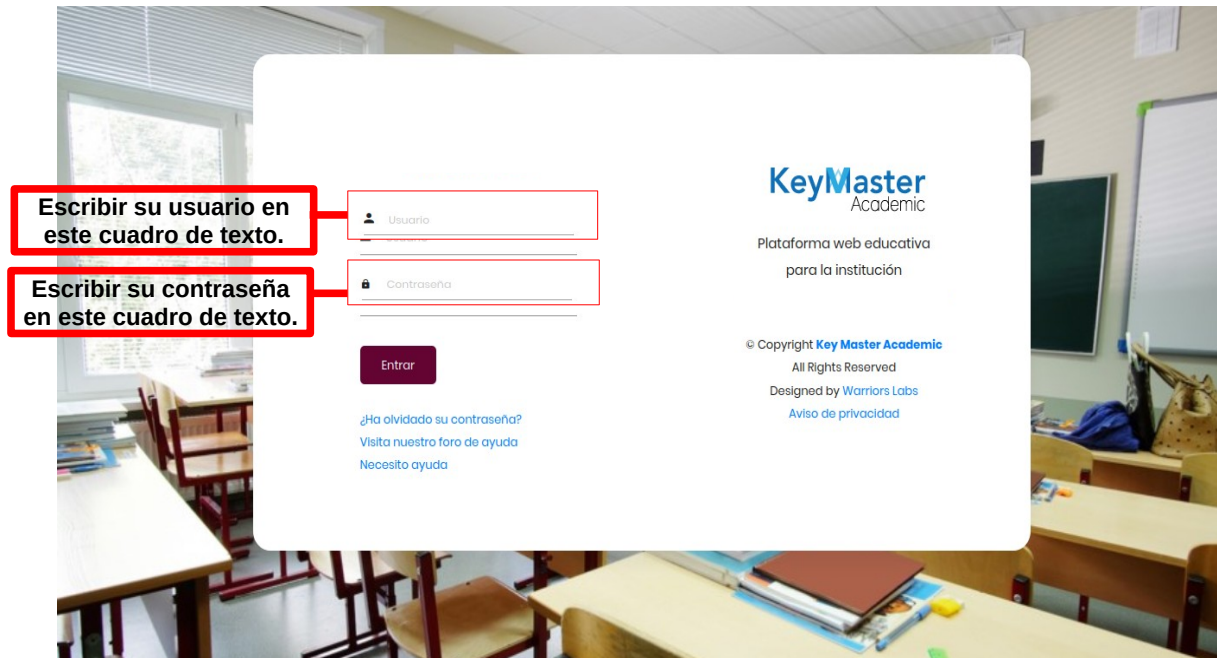 Escribir su usuario en
este cuadro de texto.
Usuario
Escribir su contraseña
en este cuadro de texto.
Contraseña
Entrar
¿Ha olvidado su contraseña?
Visita nuestro foro de ayuda
Necesito ayuda
KeyMaster
Academic
Plataforma web educativa
para la institución
© Copyright Key Master Academic
All Rights Reserved
Designed by Warriors Labs
Aviso de privacidad